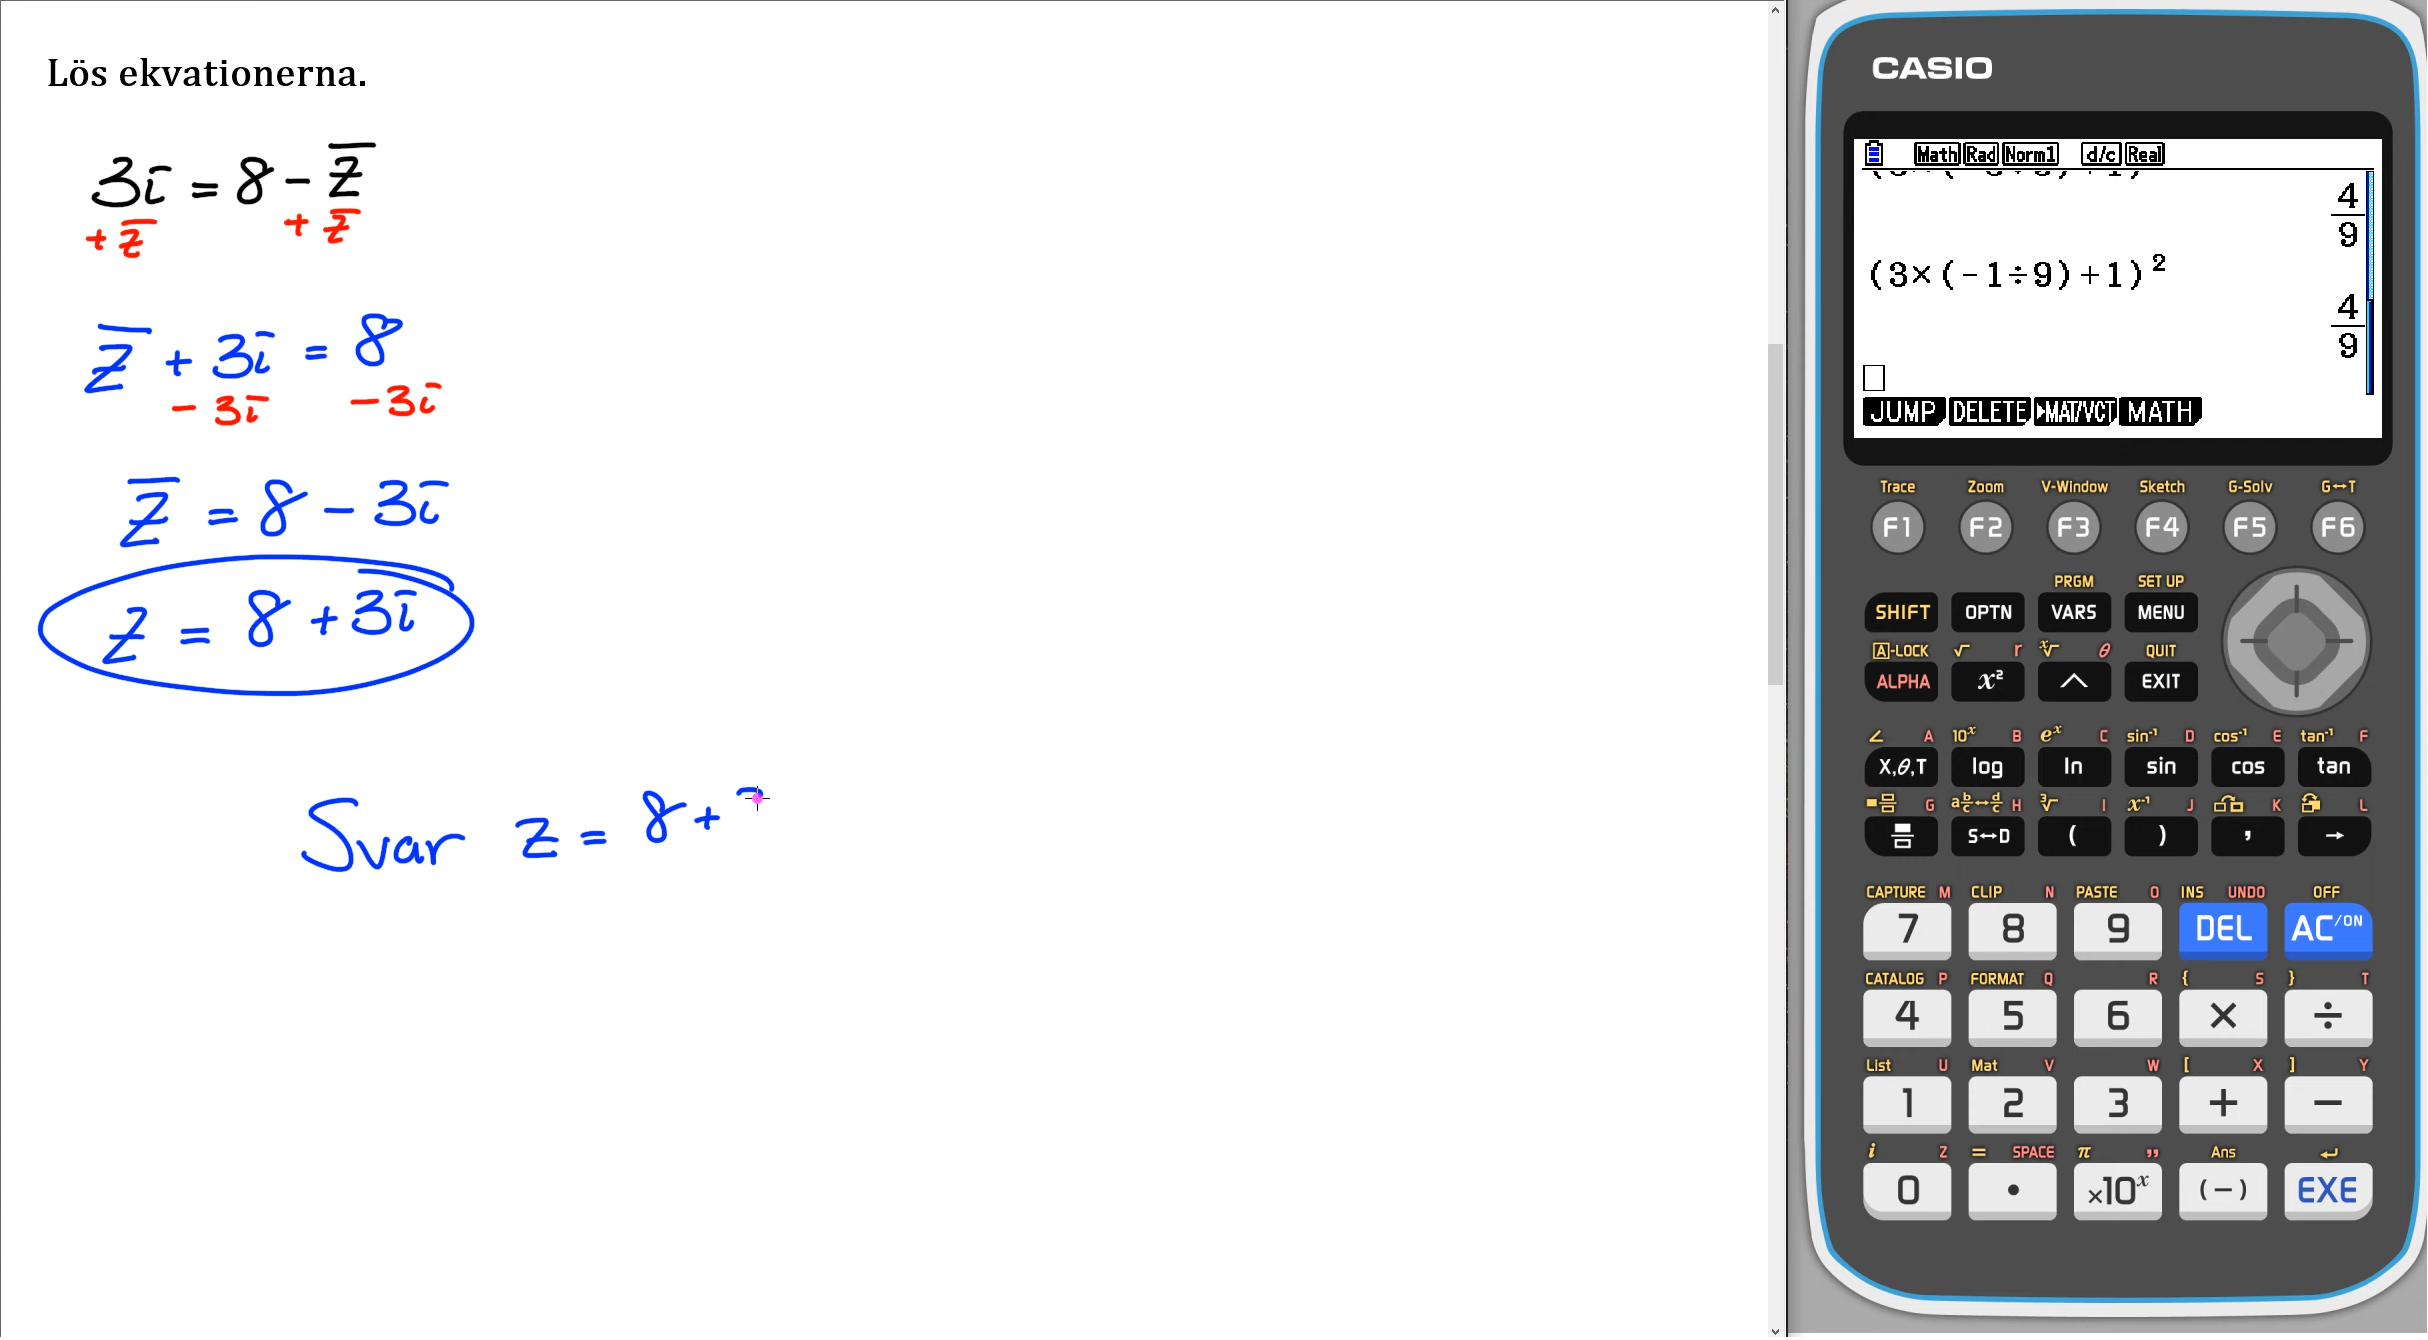 Lös ekvationerna.
3i = 8 - z̅
+ z̅ + z̅
z̅ + 3i = 8
- 3i - 3i
z̅ = 8 - 3i
z = 8 + 3i
Svar z = 8 +
CASIO
Math Rad Norm1 d/c Real
4
9
(3×(-1÷9)+1)²
4
9
JUMP DELETE ▶MAT/VCT MATH
Trace Zoom V-Window Sketch G-Solv G↔T
F1 F2 F3 F4 F5 F6
PRGM SET UP
SHIFT OPTN VARS MENU
A-LOCK √ r ˣ√ θ QUIT
ALPHA x² ^ EXIT
∠ A 10ˣ B eˣ C sin⁻¹ D cos⁻¹ E tan⁻¹ F
X,θ,T log ln sin cos tan
G a b/c↔d/c H ³√ I x⁻¹ J K L
S↔D ( ) , →
CAPTURE M CLIP N PASTE O INS UNDO OFF
7 8 9 DEL AC/ON
CATALOG P FORMAT Q R { S } T
4 5 6 × ÷
List U Mat V W [ X ] Y
1 2 3 + −
i Z = SPACE π " Ans ↵
0 . ×10ˣ (−) EXE